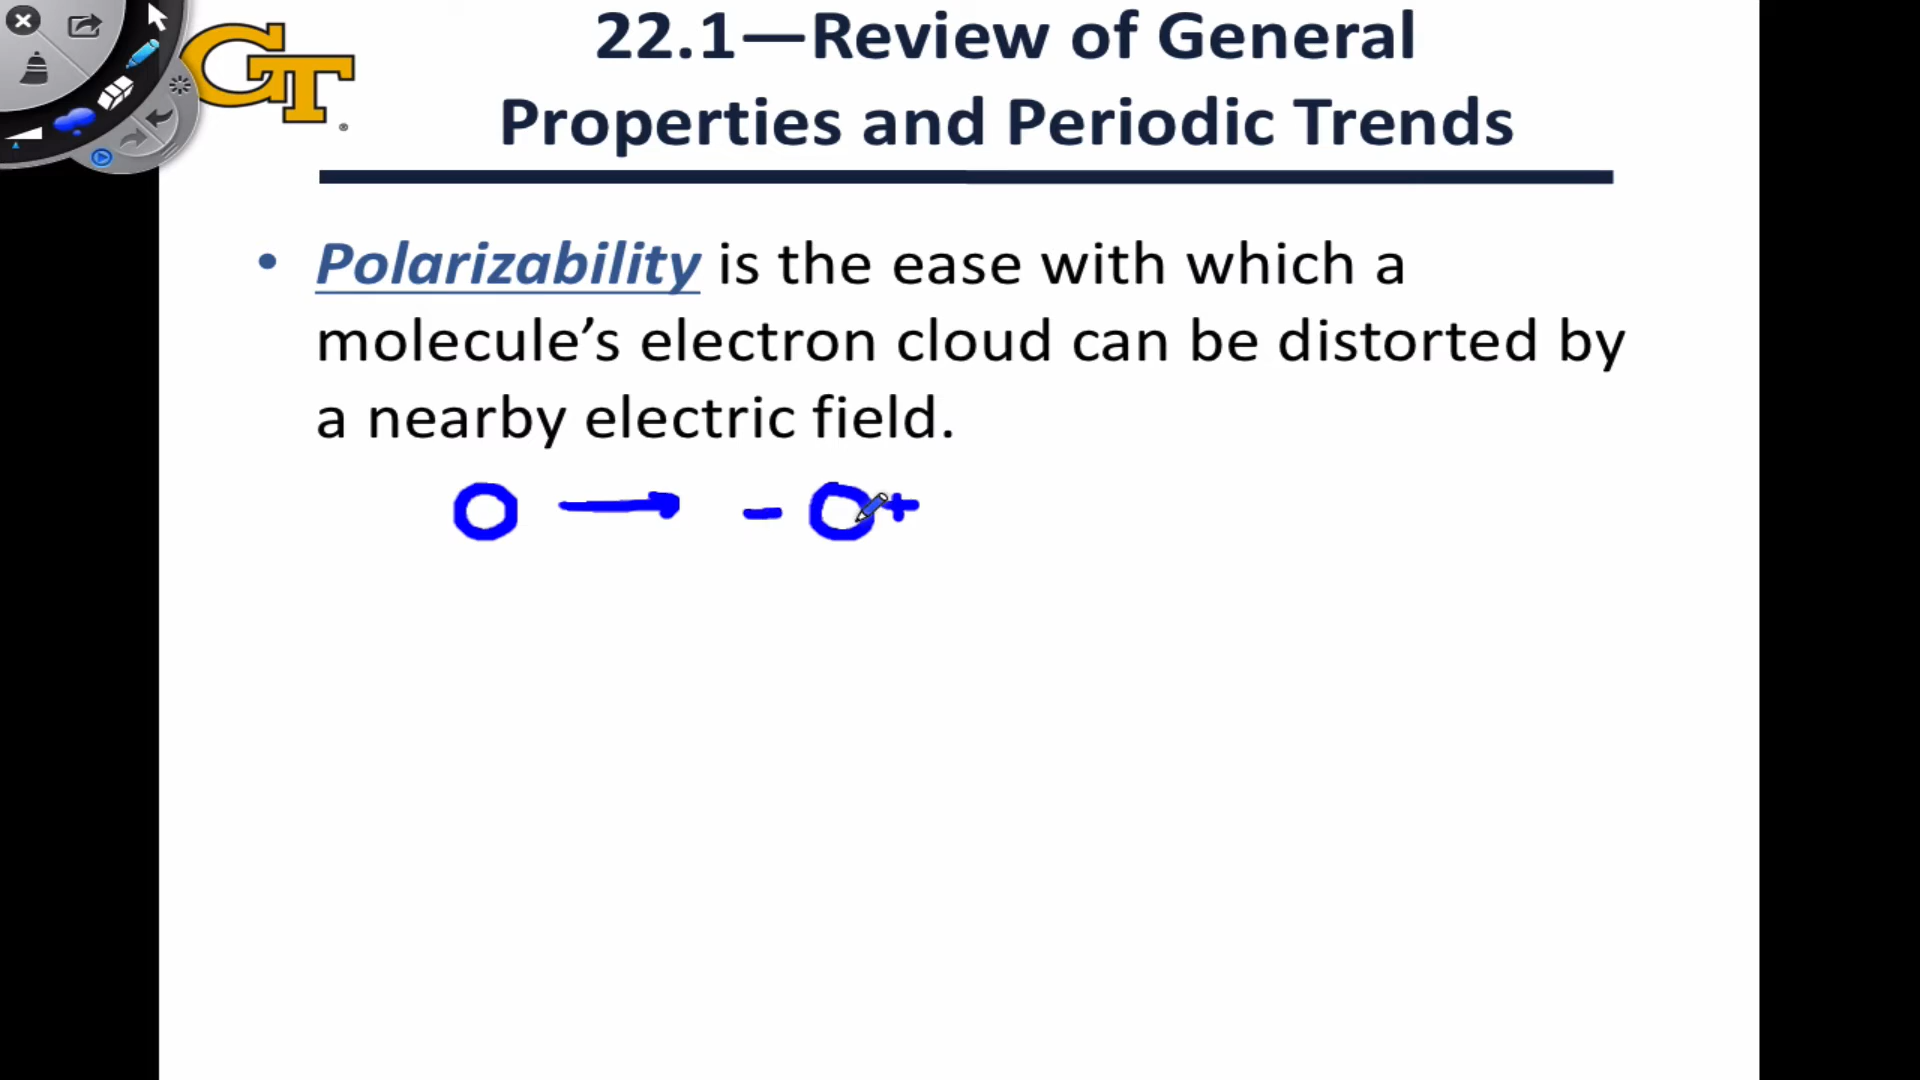 GT
®
22.1—Review of General
Properties and Periodic Trends
• Polarizability is the ease with which a
molecule’s electron cloud can be distorted by
a nearby electric field.
O → - O +